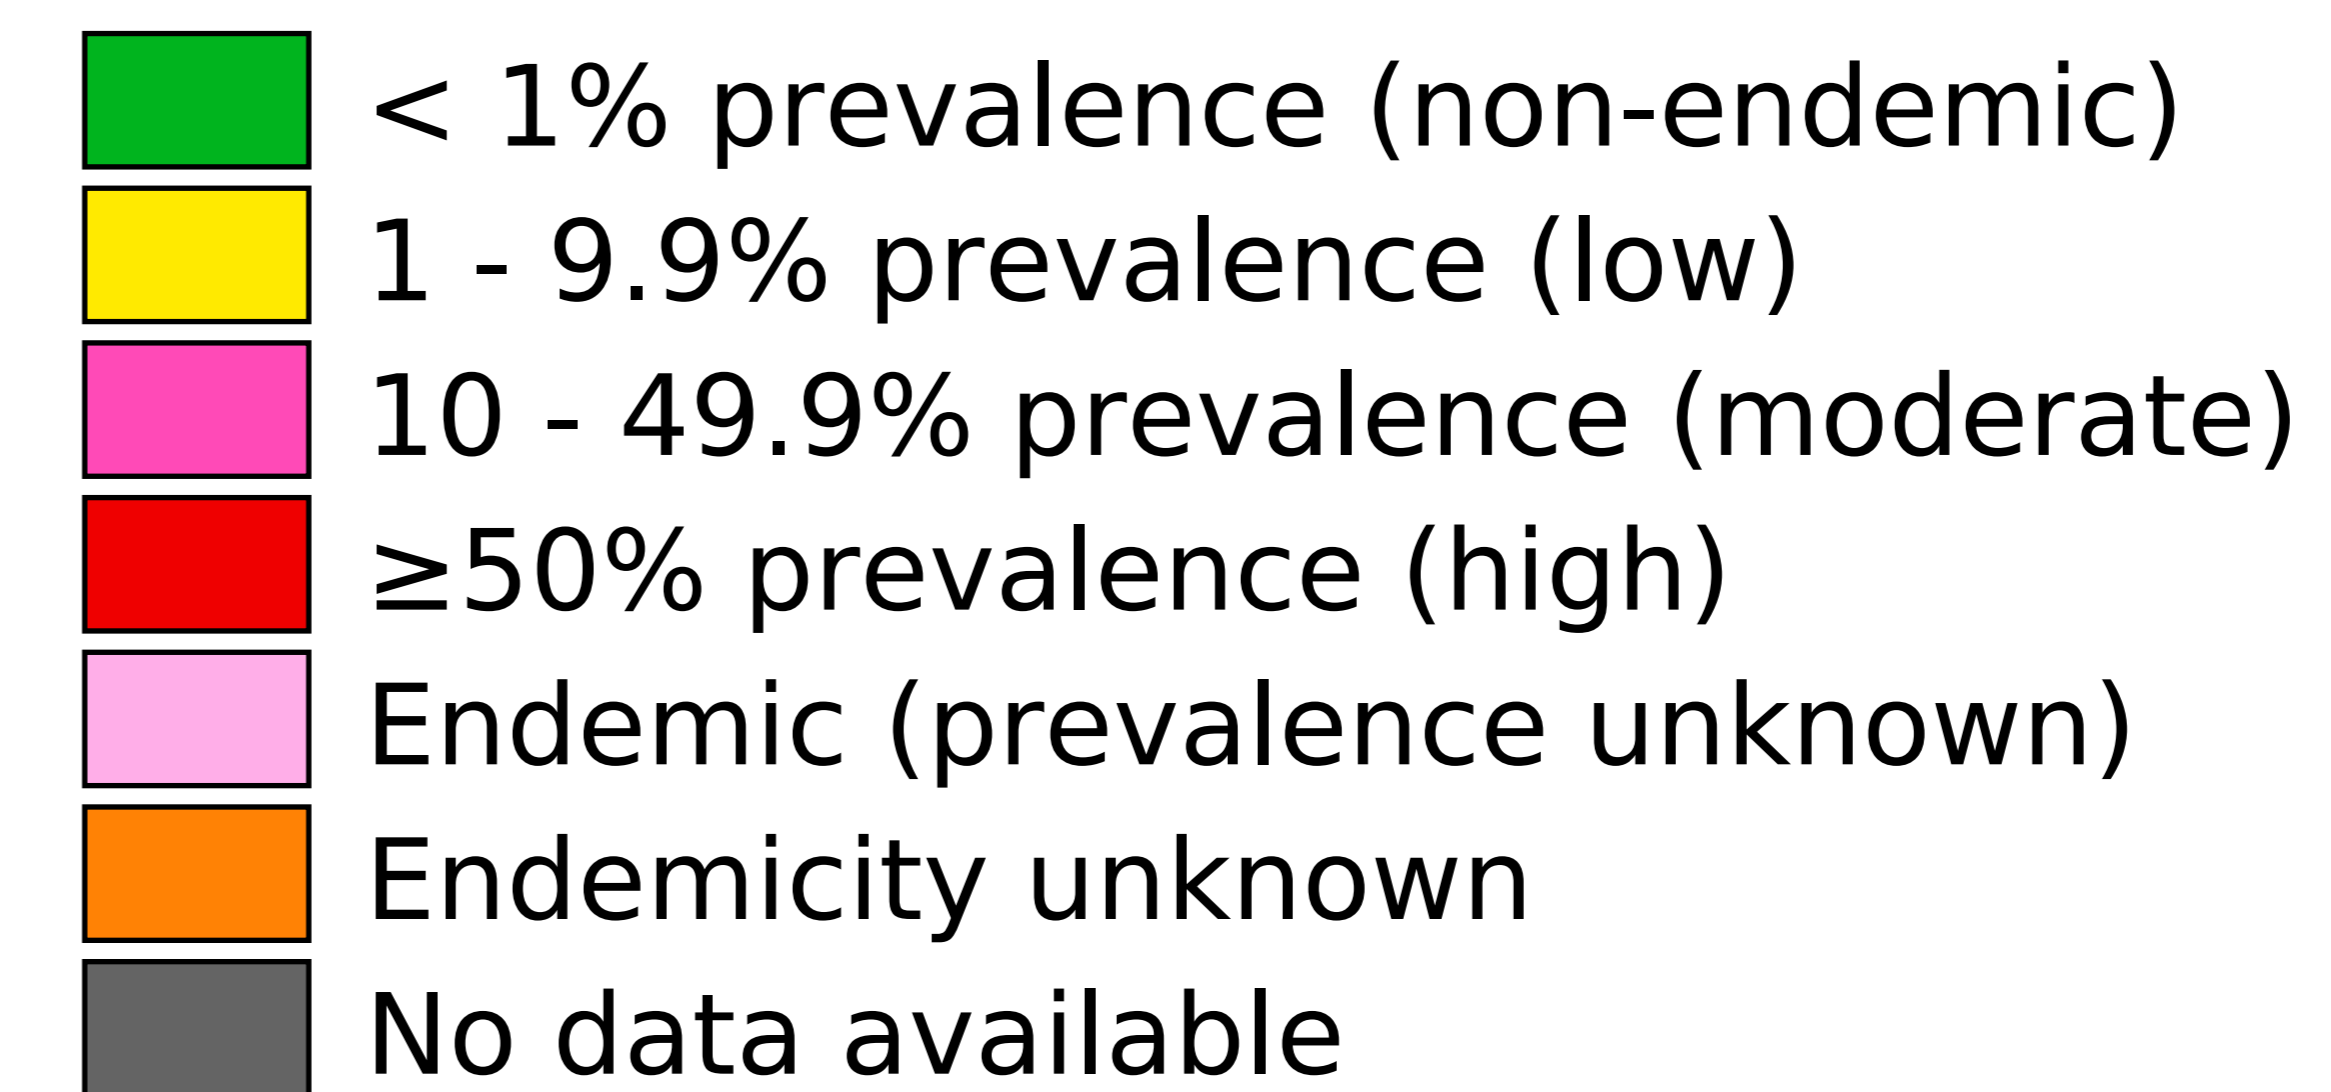 < 1% prevalence (non-endemic)
1 - 9.9% prevalence (low)
10 - 49.9% prevalence (moderate)
≥50% prevalence (high)
Endemic (prevalence unknown)
Endemicity unknown
No data available